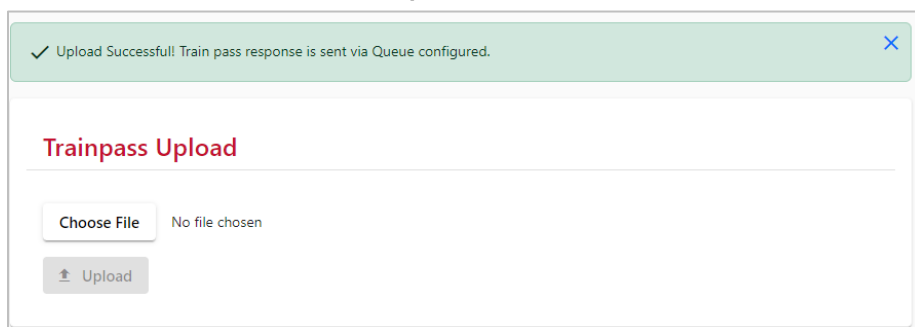 Upload Successful! Train pass response is sent via Queue configured.
Trainpass Upload
Choose File No file chosen
Upload